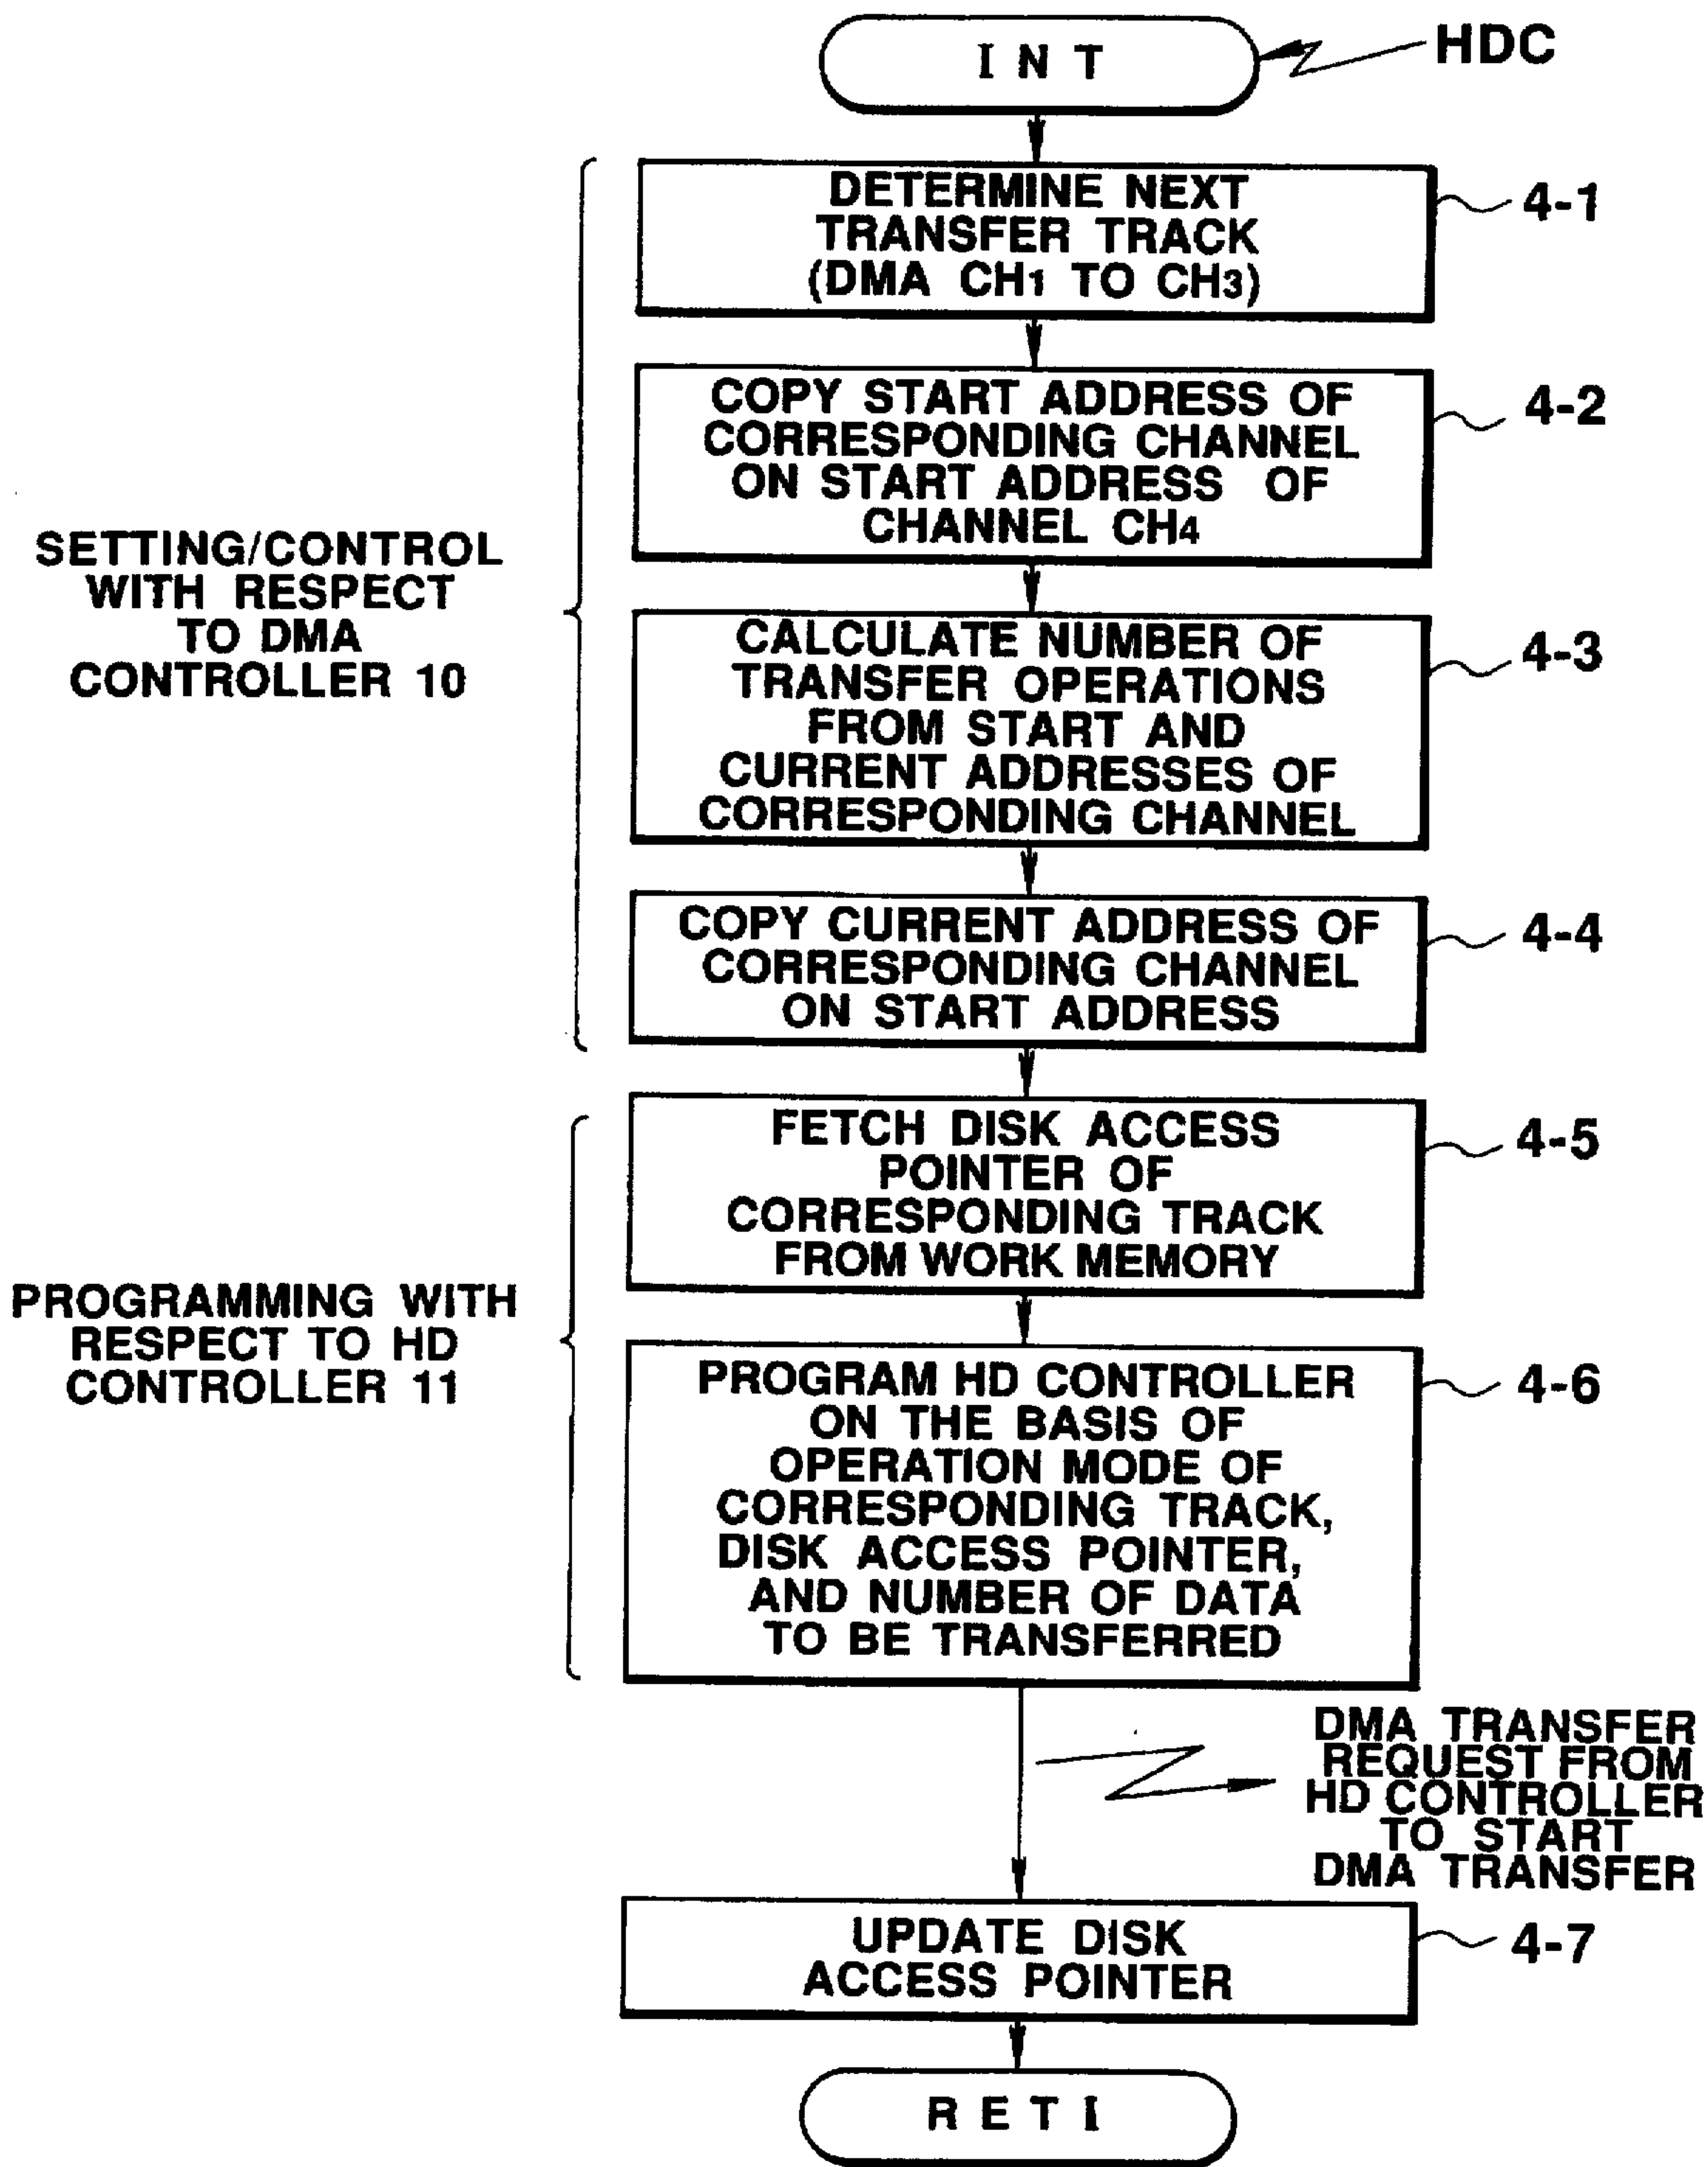 I N T
HDC
DETERMINE NEXT
TRANSFER TRACK
(DMA CH1 TO CH3)
4-1
COPY START ADDRESS OF
CORRESPONDING CHANNEL
ON START ADDRESS OF
CHANNEL CH4
4-2
SETTING/CONTROL
WITH RESPECT
TO DMA
CONTROLLER 10
CALCULATE NUMBER OF
TRANSFER OPERATIONS
FROM START AND
CURRENT ADDRESSES OF
CORRESPONDING CHANNEL
4-3
COPY CURRENT ADDRESS OF
CORRESPONDING CHANNEL
ON START ADDRESS
4-4
FETCH DISK ACCESS
POINTER OF
CORRESPONDING TRACK
FROM WORK MEMORY
4-5
PROGRAMMING WITH
RESPECT TO HD
CONTROLLER 11
PROGRAM HD CONTROLLER
ON THE BASIS OF
OPERATION MODE OF
CORRESPONDING TRACK,
DISK ACCESS POINTER,
AND NUMBER OF DATA
TO BE TRANSFERRED
4-6
DMA TRANSFER
REQUEST FROM
HD CONTROLLER
TO START
DMA TRANSFER
UPDATE DISK
ACCESS POINTER
4-7
R E T I